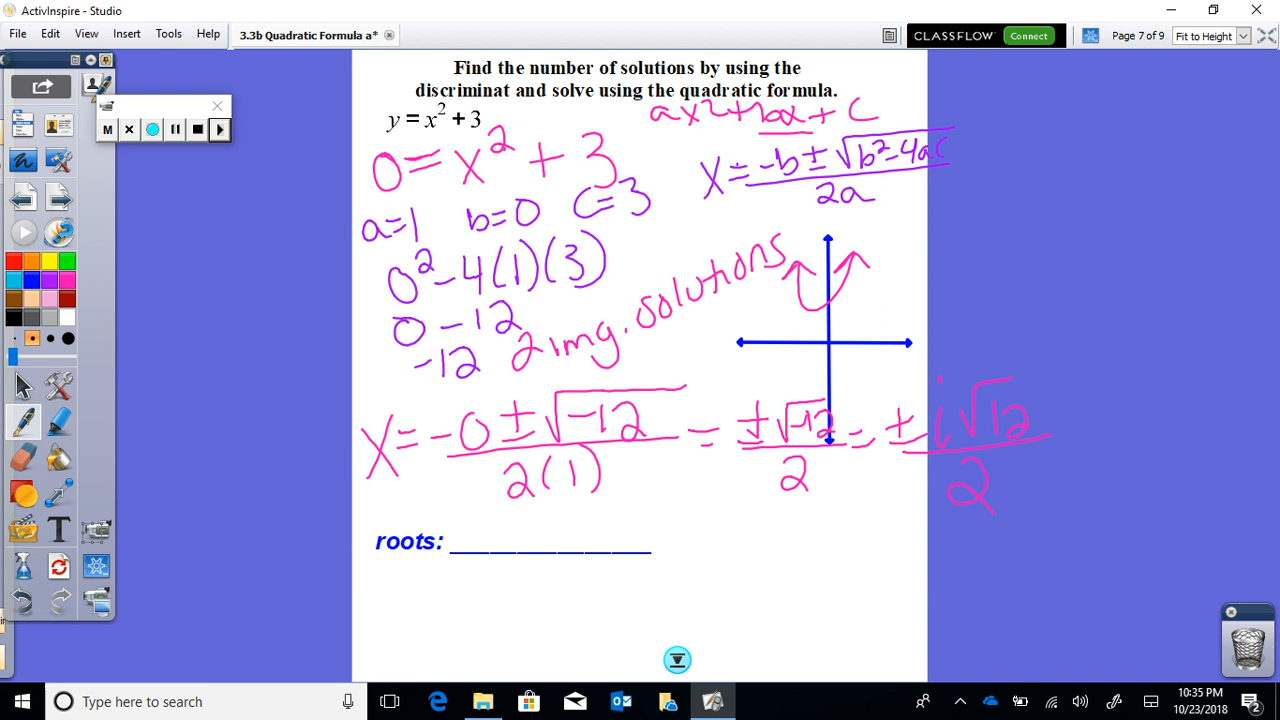 ActivInspire - Studio
File Edit View Insert Tools Help
3.3b Quadratic Formula a*
CLASSFLOW Connect
Page 7 of 9
Fit to Height
M
Find the number of solutions by using the
discriminat and solve using the quadratic formula.
y = x² + 3
ax² + bx + c
0 = x² + 3
x = -b ± √b² - 4ac / 2a
a=1 b=0 c=3
0² - 4(1)(3)
0 - 12
-12
2 img. solutions
x = -0 ± √-12 / 2(1) = ± √-12 / 2 = ± i√12 / 2
roots: ____________________
Type here to search
10:35 PM
10/23/2018
2